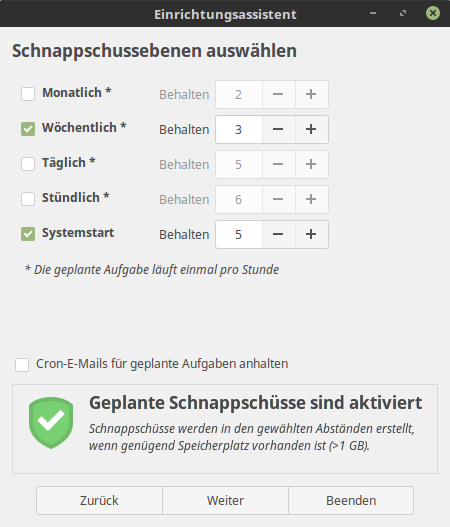 Einrichtungsassistent
Schnappschussebenen auswählen
Monatlich * Behalten 2 − +
Wöchentlich * Behalten 3 − +
Täglich * Behalten 5 − +
Stündlich * Behalten 6 − +
Systemstart Behalten 5 − +
* Die geplante Aufgabe läuft einmal pro Stunde
Cron-E-Mails für geplante Aufgaben anhalten
Geplante Schnappschüsse sind aktiviert
Schnappschüsse werden in den gewählten Abständen erstellt,
wenn genügend Speicherplatz vorhanden ist (>1 GB).
Zurück Weiter Beenden